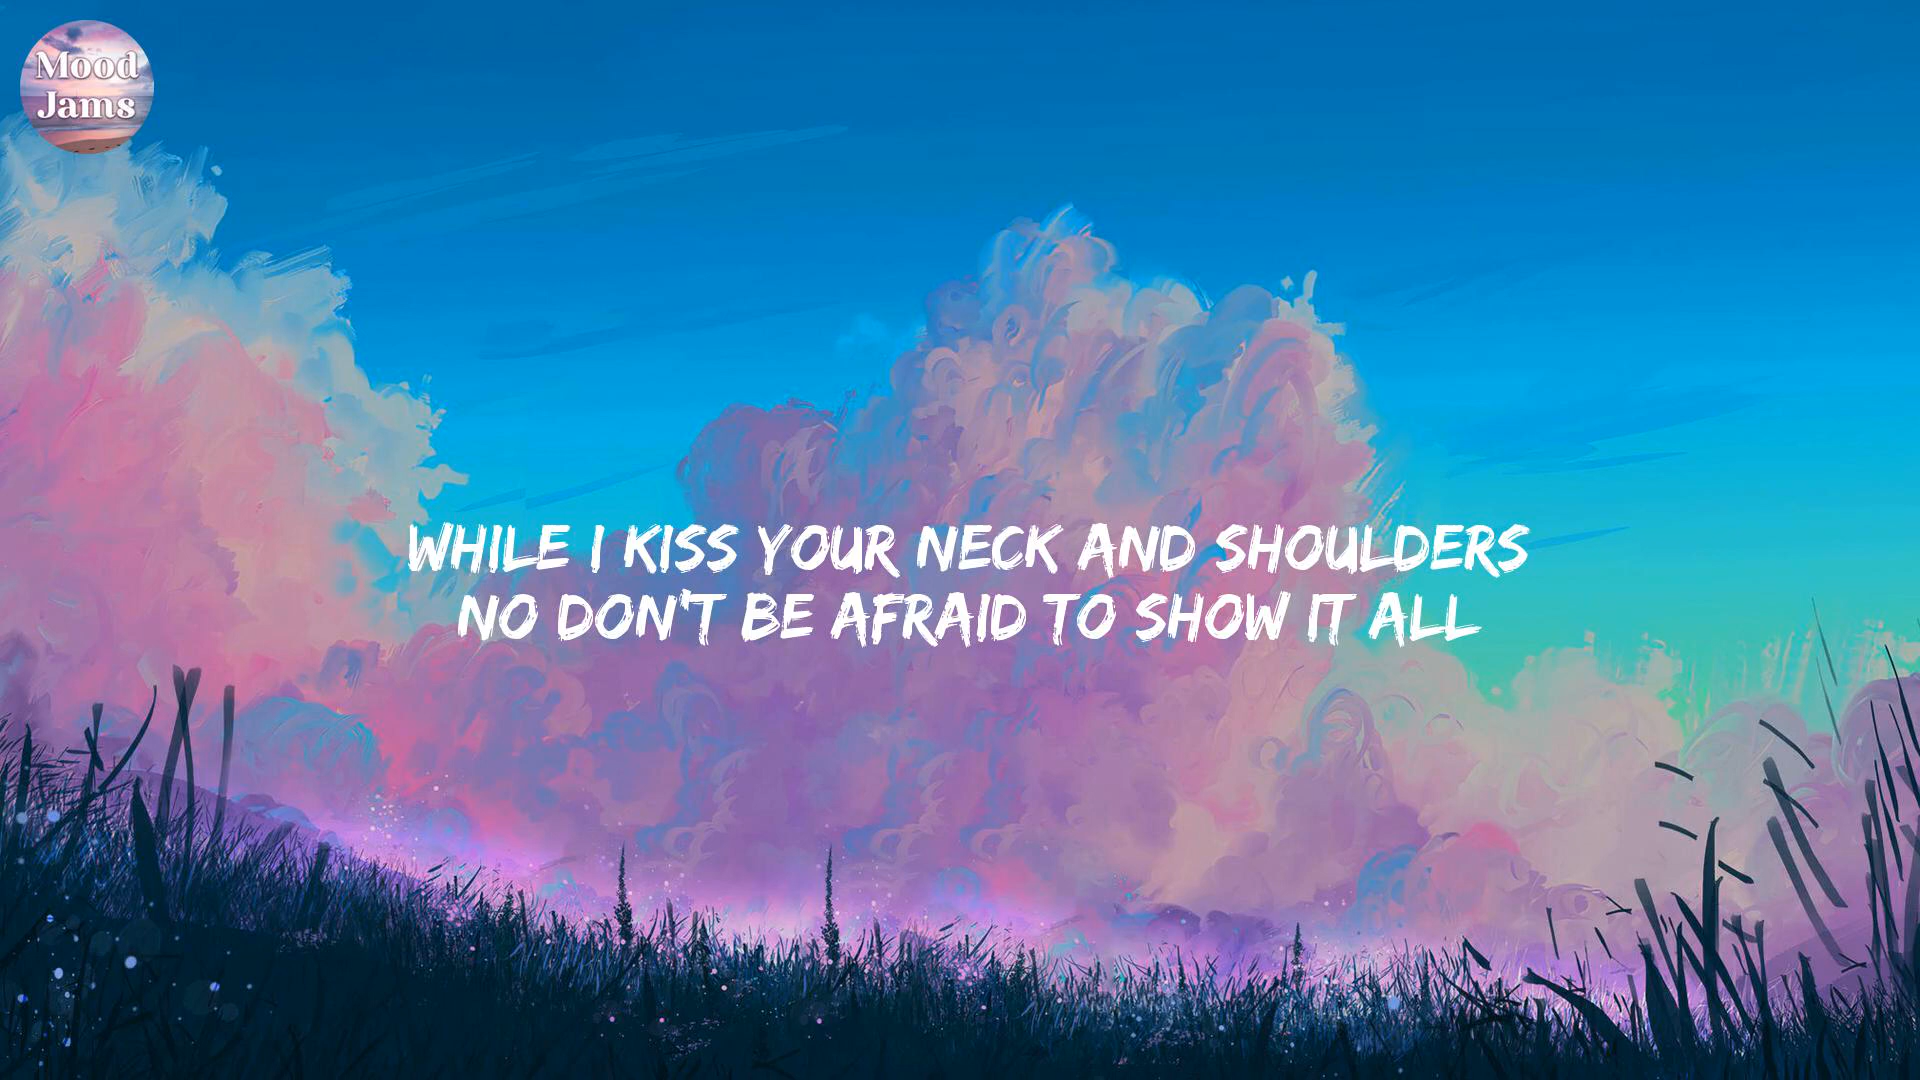 Mood
Jams
WHILE I KISS YOUR NECK AND SHOULDERS
NO DON'T BE AFRAID TO SHOW IT ALL